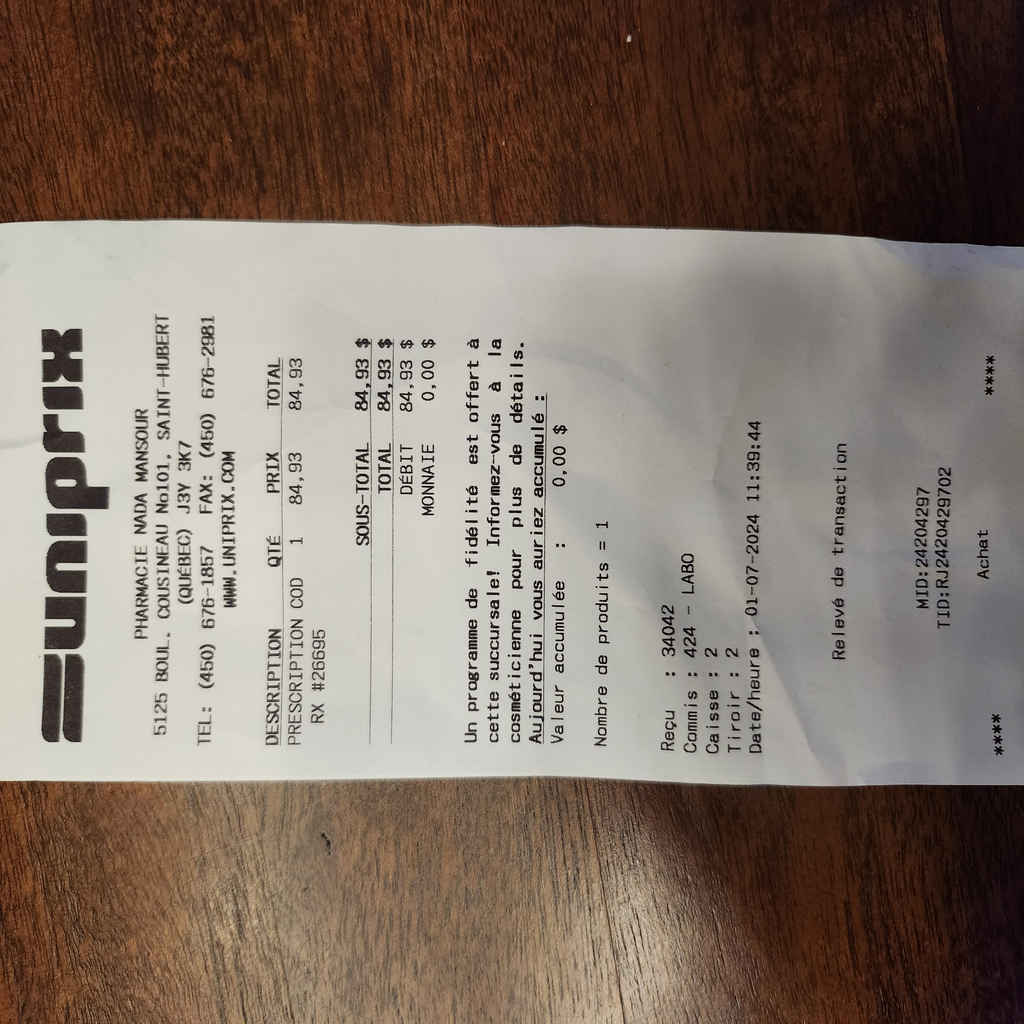 uniprix
PHARMACIE NADA MANSOUR
5125 BOUL. COUSINEAU No101, SAINT-HUBERT
(QUÉBEC) J3Y 3K7
TEL: (450) 676-1857 FAX: (450) 676-2981
WWW.UNIPRIX.COM
DESCRIPTION QTÉ PRIX TOTAL
PRESCRIPTION COD 1 84,93 84,93
RX #26695
SOUS-TOTAL 84,93 $
TOTAL 84,93 $
DÉBIT 84,93 $
MONNAIE 0,00 $
Un programme de fidélité est offert à
cette succursale! Informez-vous à la
cosméticienne pour plus de détails.
Aujourd'hui vous auriez accumulé :
Valeur accumulée : 0,00 $
Nombre de produits = 1
Reçu : 34042
Commis : 424 - LABO
Caisse : 2
Tiroir : 2
Date/heure : 01-07-2024 11:39:44
Relevé de transaction
MID:24204297
TID:RJ2420429702
**** Achat ****